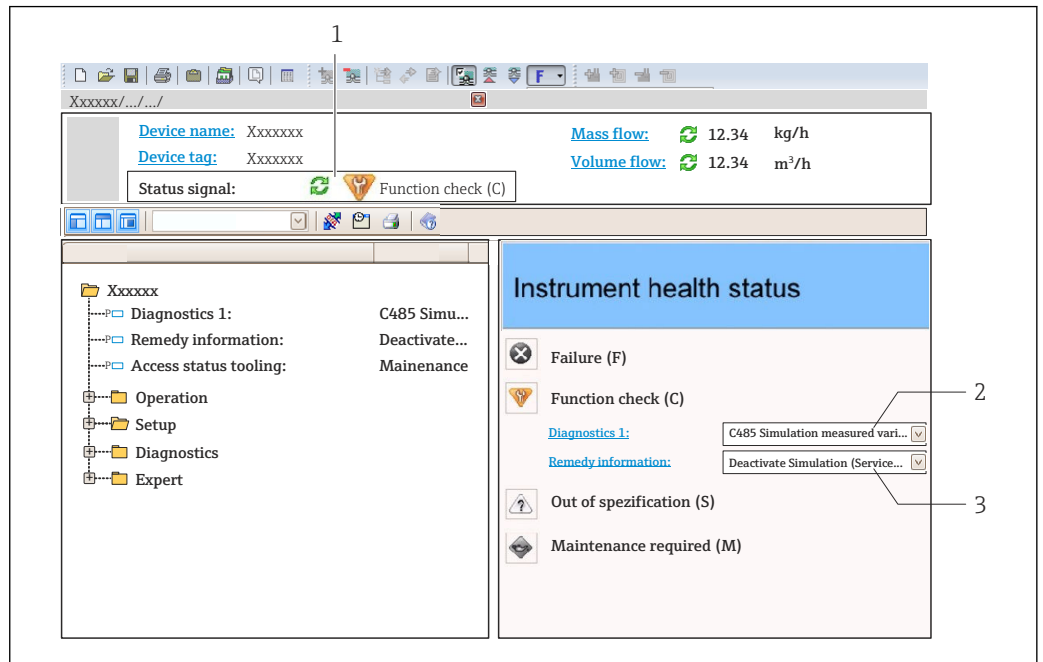 1
F
Xxxxxx/.../.../
Device name: Xxxxxxx
Mass flow: 12.34 kg/h
Device tag: Xxxxxxx
Volume flow: 12.34 m³/h
Status signal: Function check (C)
Xxxxxx
Diagnostics 1: C485 Simu...
Remedy information: Deactivate...
Access status tooling: Mainenance
Operation
Setup
Diagnostics
Expert
Instrument health status
Failure (F)
Function check (C)
2
Diagnostics 1: C485 Simulation measured vari...
Remedy information: Deactivate Simulation (Service...
Out of spezification (S)
3
Maintenance required (M)